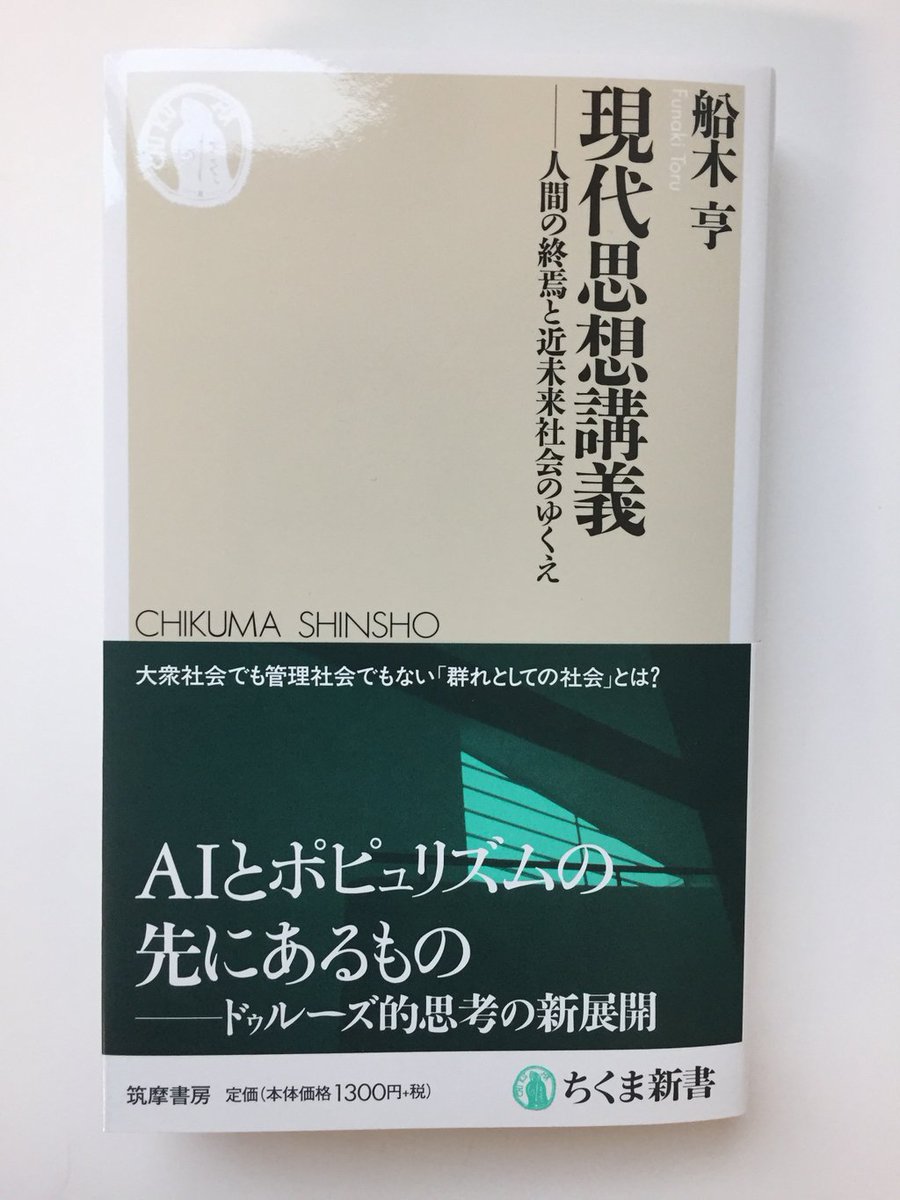 船木 亨
Funaki Toru
現代思想講義
──人間の終焉と近未来社会のゆくえ
CHIKUMA SHINSHO
大衆社会でも管理社会でもない「群れとしての社会」とは?
AIとポピュリズムの
先にあるもの
──ドゥルーズ的思考の新展開
筑摩書房 定価(本体価格1300円+税)
ちくま新書